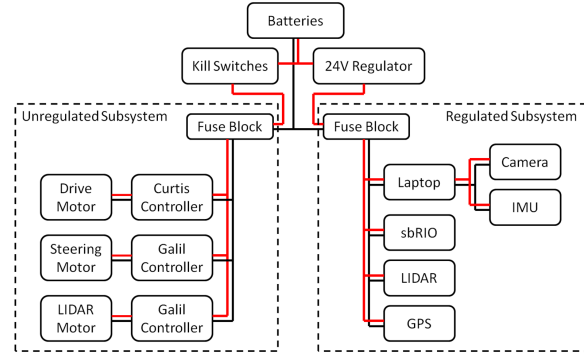 Batteries
Kill Switches
24V Regulator
Unregulated Subsystem
Regulated Subsystem
Fuse Block
Fuse Block
Drive
Motor
Curtis
Controller
Steering
Motor
Galil
Controller
LIDAR
Motor
Galil
Controller
Laptop
Camera
IMU
sbRIO
LIDAR
GPS